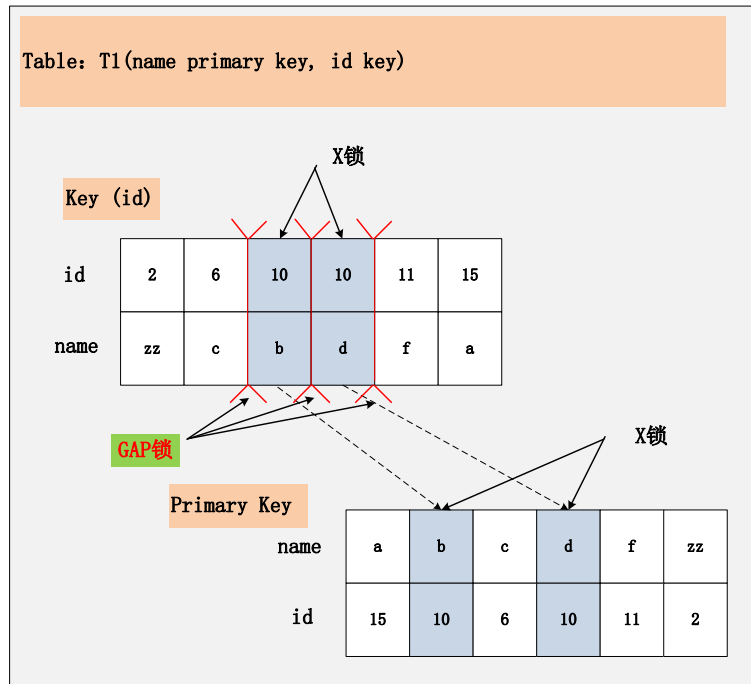 Table: T1(name primary key, id key)
X锁
Key (id)
id 2 6 10 10 11 15
name zz c b d f a
GAP锁
X锁
Primary Key
name a b c d f zz
id 15 10 6 10 11 2